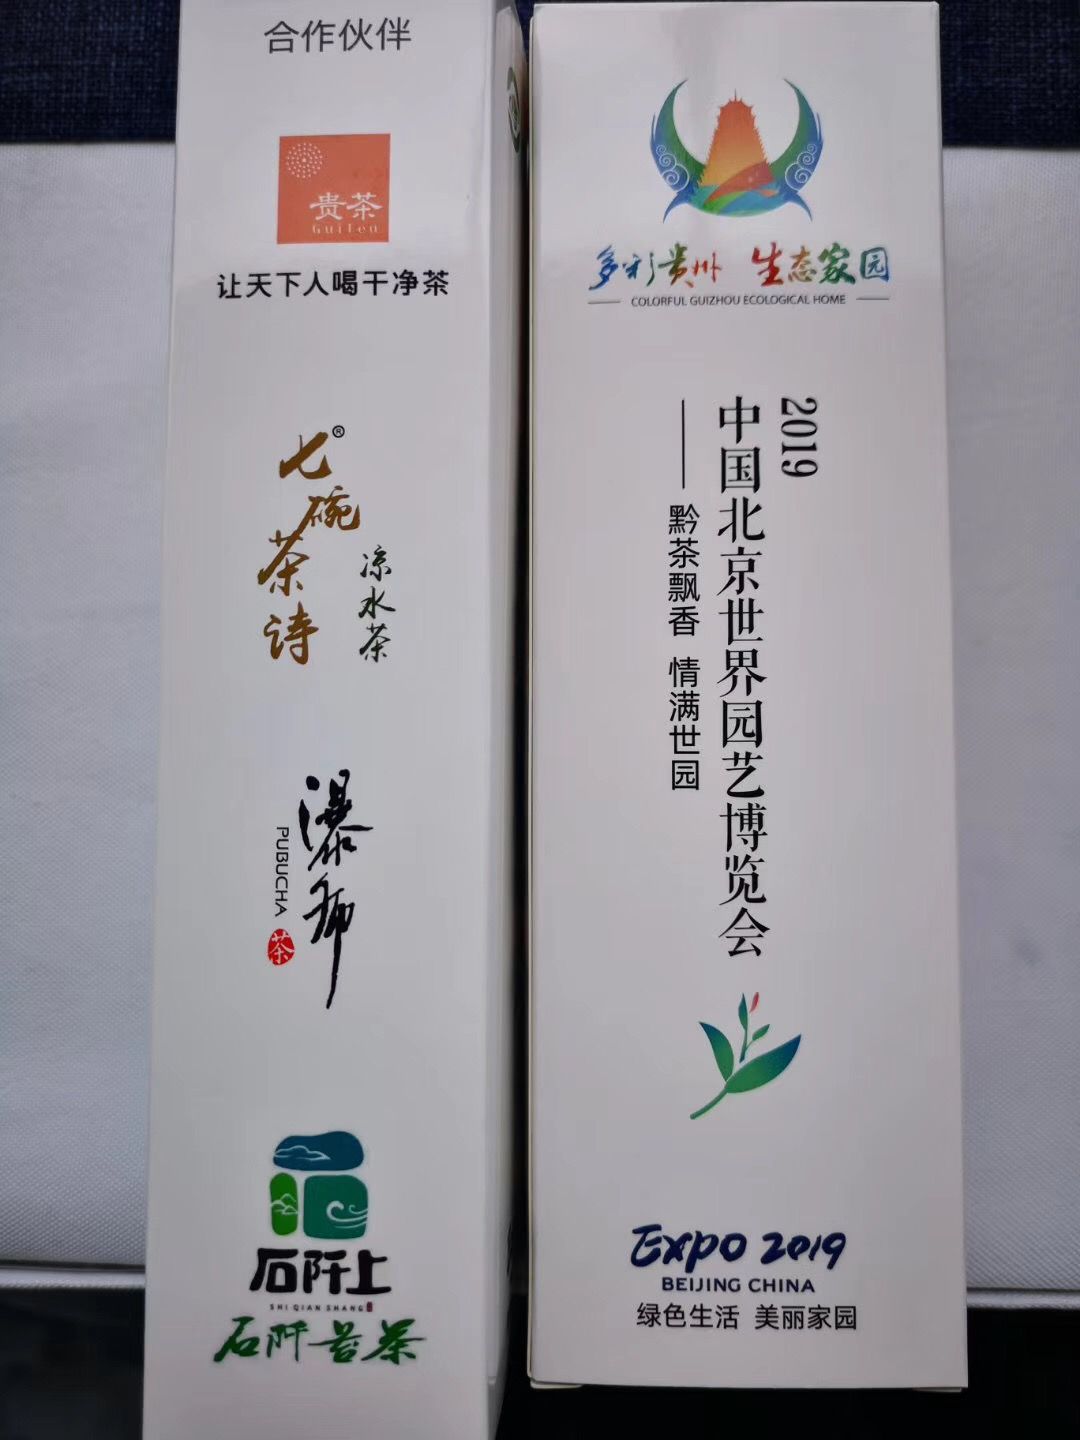 合作伙伴
贵茶
GuiTea
让天下人喝干净茶
七碗茶诗®
凉水茶
瀑布
PUBUCHA
茶
石阡上
SHI QIAN SHANG
石阡苔茶
多彩贵州 生态家园
COLORFUL GUIZHOU ECOLOGICAL HOME
2019
中国北京世界园艺博览会
——黔茶飘香 情满世园
EXPO 2019
BEIJING CHINA
绿色生活 美丽家园